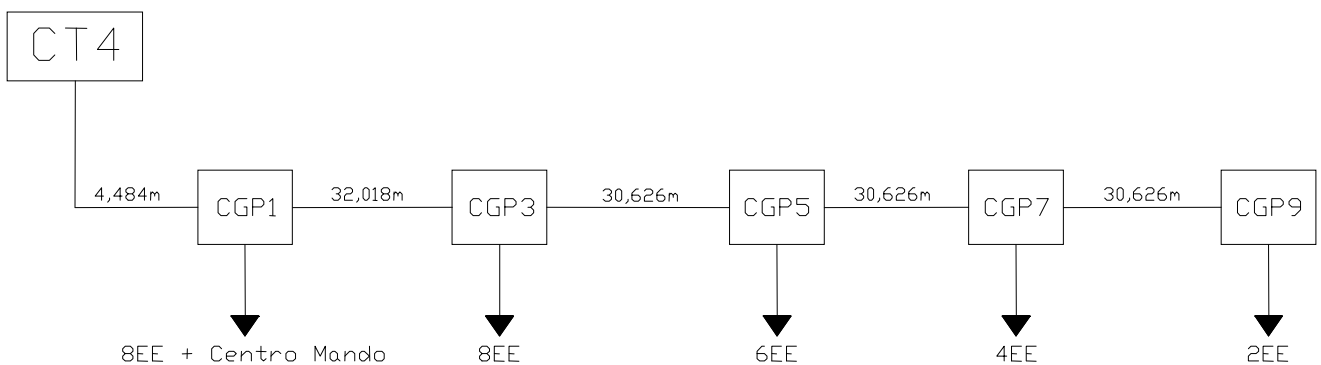 CT4
4,484m
32,018m
30,626m
30,626m
30,626m
CGP1
CGP3
CGP5
CGP7
CGP9
8EE + Centro Mando
8EE
6EE
4EE
2EE